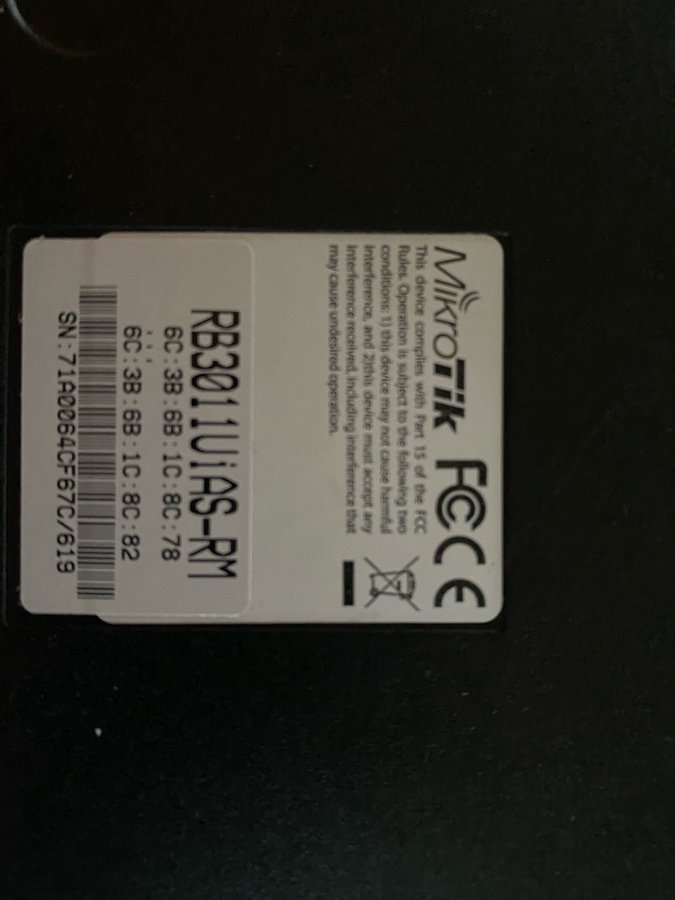 MikroTik FC CE
This device complies with Part 15 of the FCC
Rules. Operation is subject to the following two
conditions: 1) this device may not cause harmful
interference, and 2)this device must accept any
interference received, including interference that
may cause undesired operation.
RB3011UiAS-RM
6C:3B:6B:1C:8C:78
...
6C:3B:6B:1C:8C:82
SN:71A0064CF67C/619